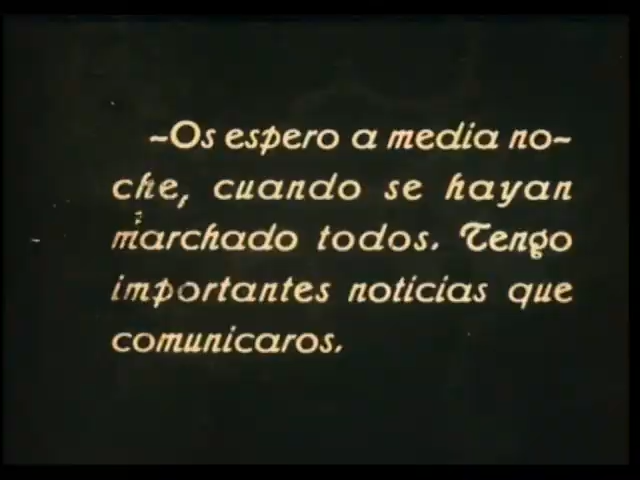 -Os espero a media no-
che, cuando se hayan
marchado todos. Tengo
importantes noticias que
comunicaros.